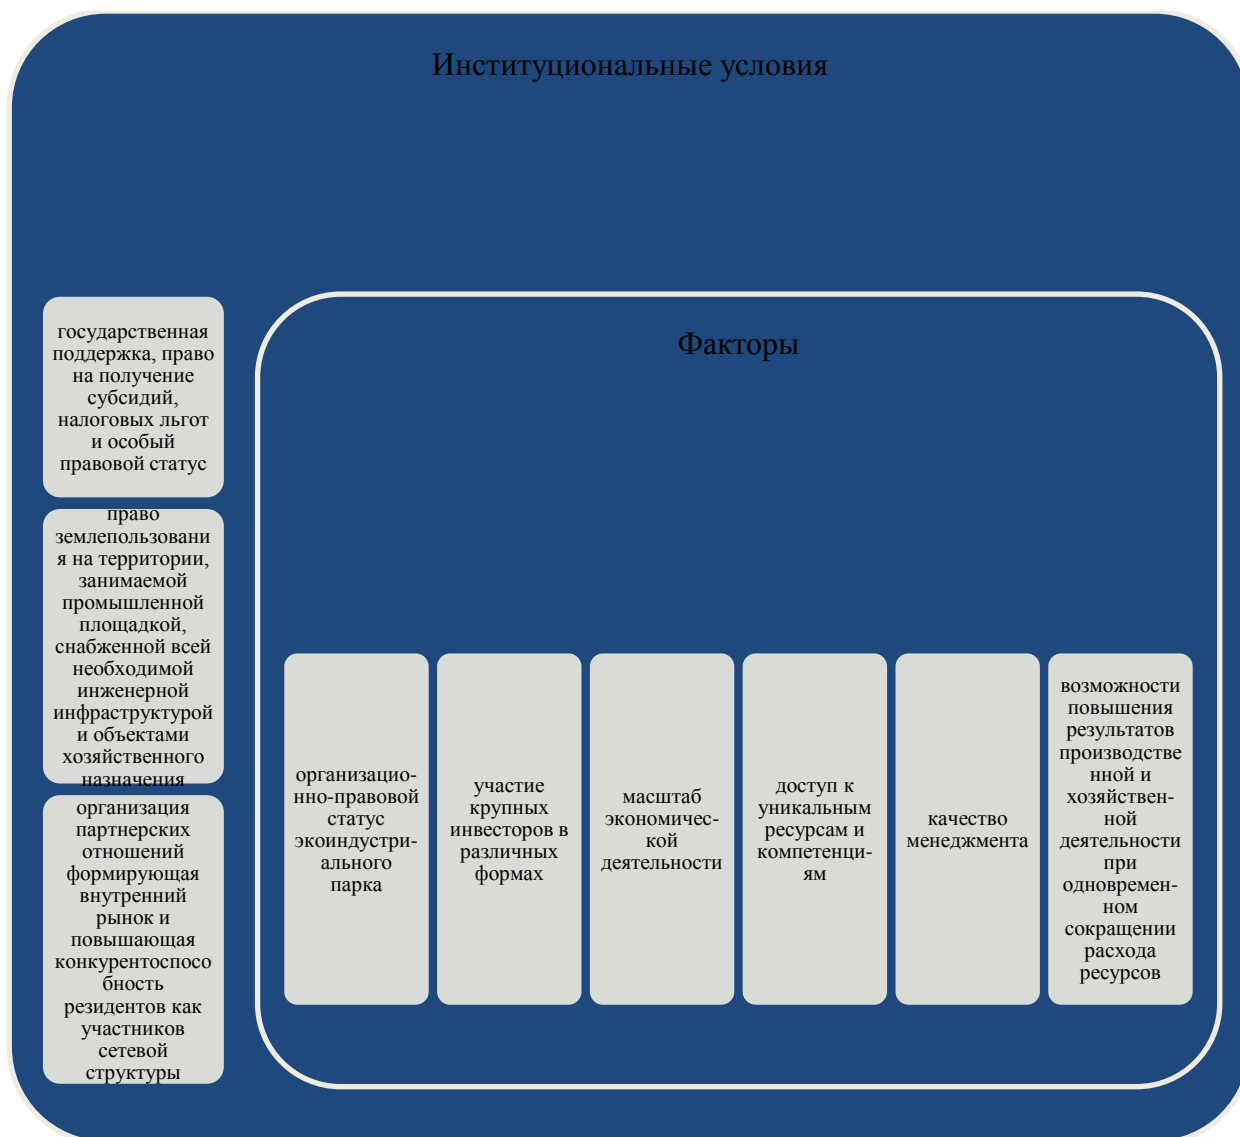 Институциональные условия
государственная
поддержка, право
на получение
субсидий,
налоговых льгот
и особый
правовой статус
право
землепользовани
я на территории,
занимаемой
промышленной
площадкой,
снабженной всей
необходимой
инженерной
инфраструктурой
и объектами
хозяйственного
назначения
организация
партнерских
отношений
формирующая
внутренний
рынок и
повышающая
конкурентоспосо
бность
резидентов как
участников
сетевой
структуры
Факторы
организацио-
нно-правовой
статус
экоиндустри-
ального
парка
участие
крупных
инвесторов в
различных
формах
масштаб
экономичес-
кой
деятельности
доступ к
уникальным
ресурсам и
компетенци-
ям
качество
менеджмента
возможности
повышения
результатов
производстве
нной и
хозяйствен-
ной
деятельности
при
одновремен-
ном
сокращении
расхода
ресурсов